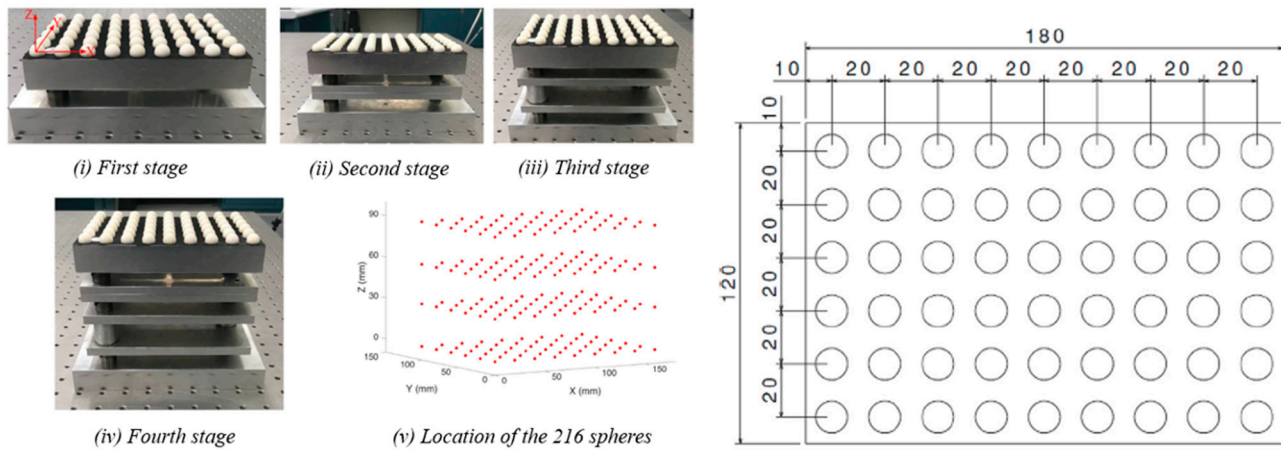 Z
Y
X
(i) First stage
(ii) Second stage
(iii) Third stage
(iv) Fourth stage
90
60
30
0
Z (mm)
150
100
50
0
Y (mm)
0
50
100
150
X (mm)
(v) Location of the 216 spheres
180
10 20 20 20 20 20 20 20 20
10
20
20
20
20
20
120